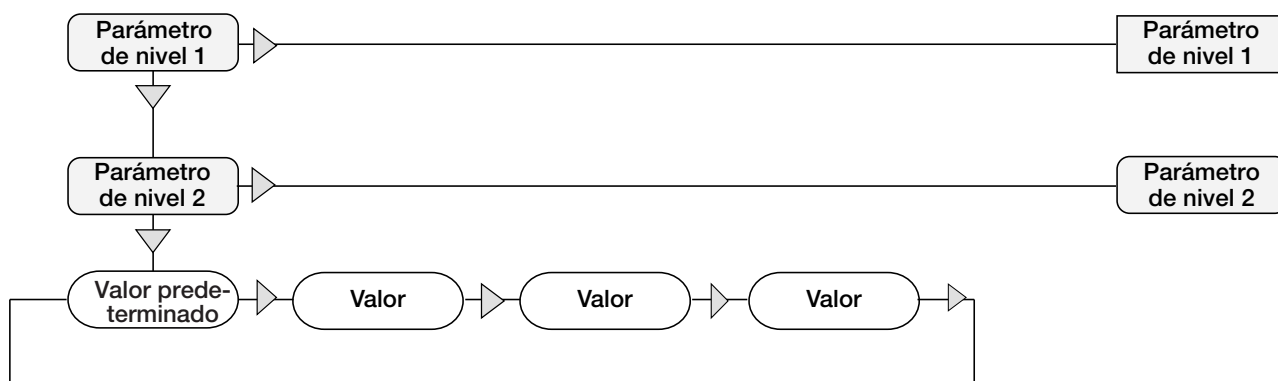 Parámetro
de nivel 1
Parámetro
de nivel 1
Parámetro
de nivel 2
Parámetro
de nivel 2
Valor prede-
terminado
Valor
Valor
Valor